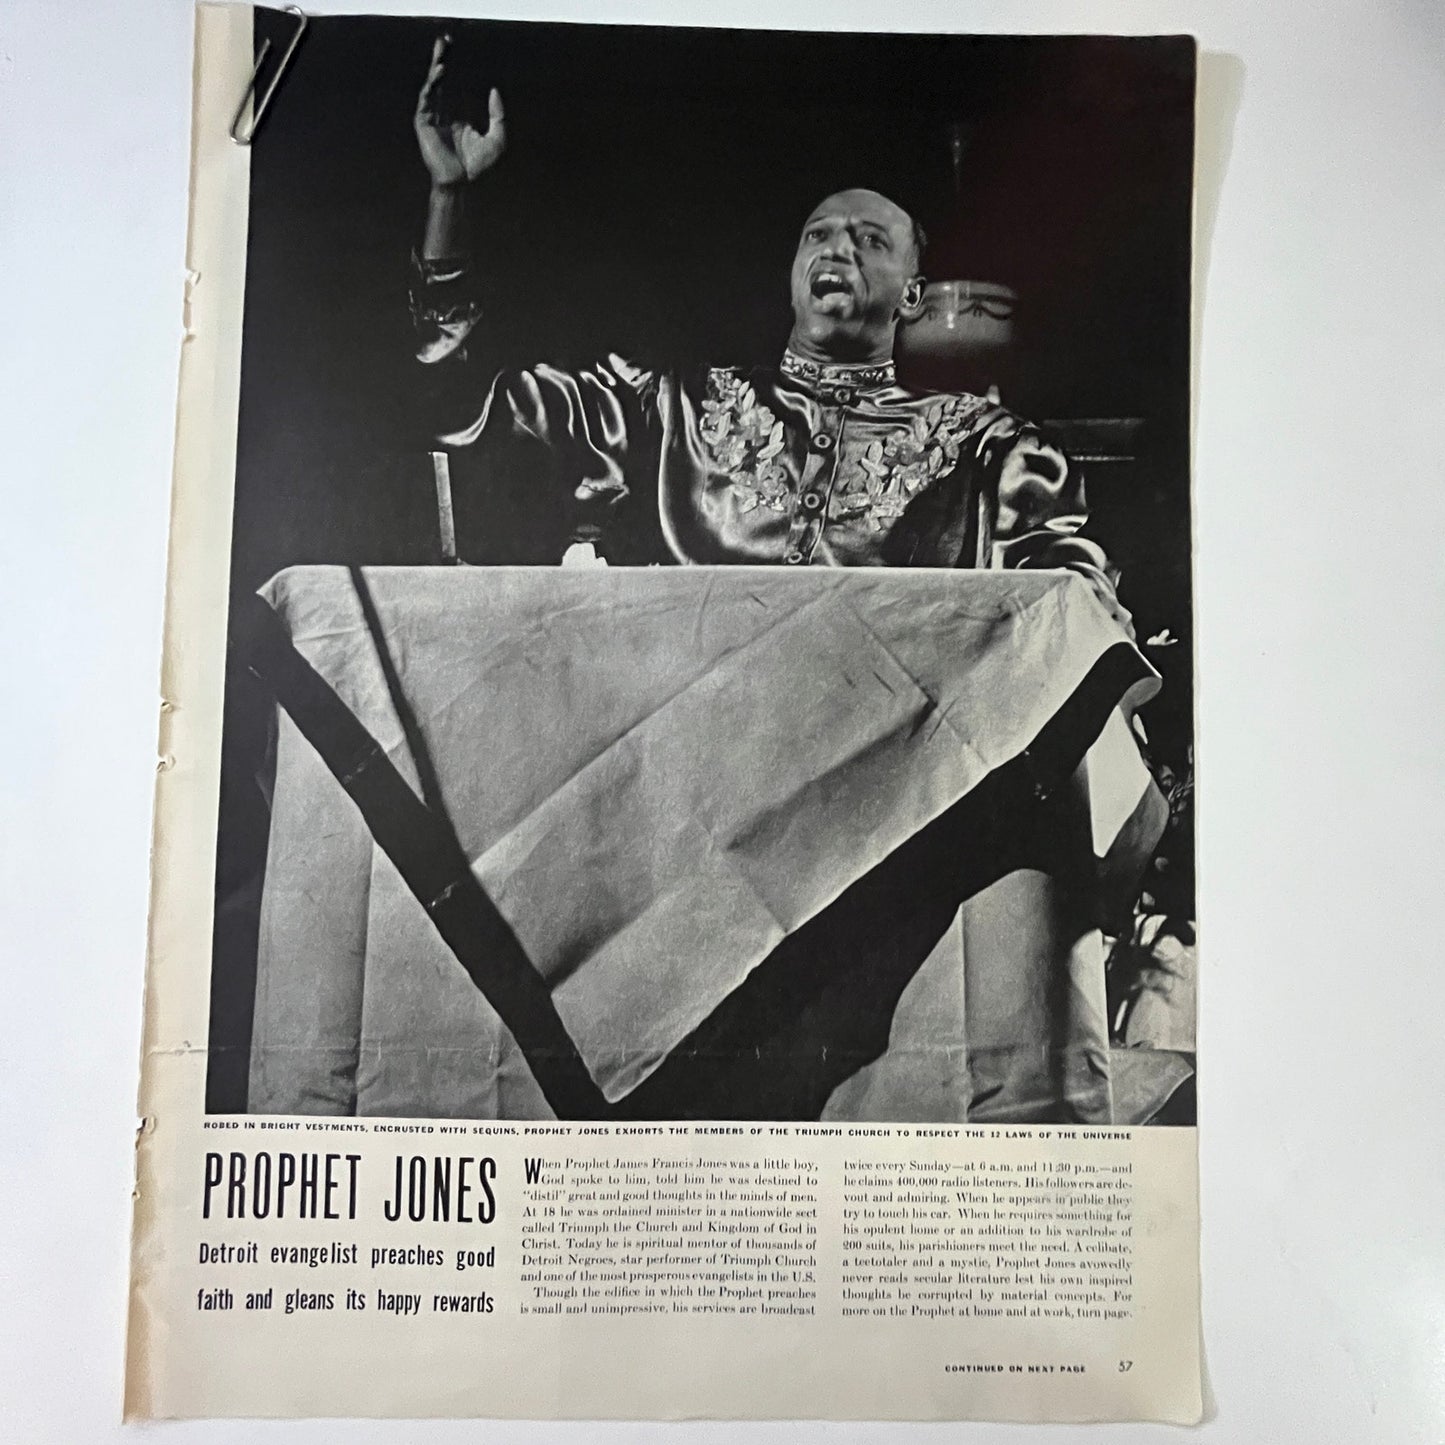 ROBED IN BRIGHT VESTMENTS, ENCRUSTED WITH SEQUINS, PROPHET JONES EXHORTS THE MEMBERS OF THE TRIUMPH CHURCH TO RESPECT THE 12 LAWS OF THE UNIVERSE
PROPHET JONES
Detroit evangelist preaches good
faith and gleans its happy rewards
When Prophet James Francis Jones was a little boy,
God spoke to him, told him he was destined to
“distil” great and good thoughts in the minds of men.
At 18 he was ordained minister in a nationwide sect
called Triumph the Church and Kingdom of God in
Christ. Today he is spiritual mentor of thousands of
Detroit Negroes, star performer of Triumph Church
and one of the most prosperous evangelists in the U.S.
Though the edifice in which the Prophet preaches
is small and unimpressive, his services are broadcast
twice every Sunday—at 6 a.m. and 11:30 p.m.—and
he claims 400,000 radio listeners. His followers are de-
vout and admiring. When he appears in public they
try to touch his car. When he requires something for
his opulent home or an addition to his wardrobe of
200 suits, his parishioners meet the need. A celibate,
a teetotaler and a mystic, Prophet Jones avowedly
never reads secular literature lest his own inspired
thoughts be corrupted by material concepts. For
more on the Prophet at home and at work, turn page.
CONTINUED ON NEXT PAGE 57